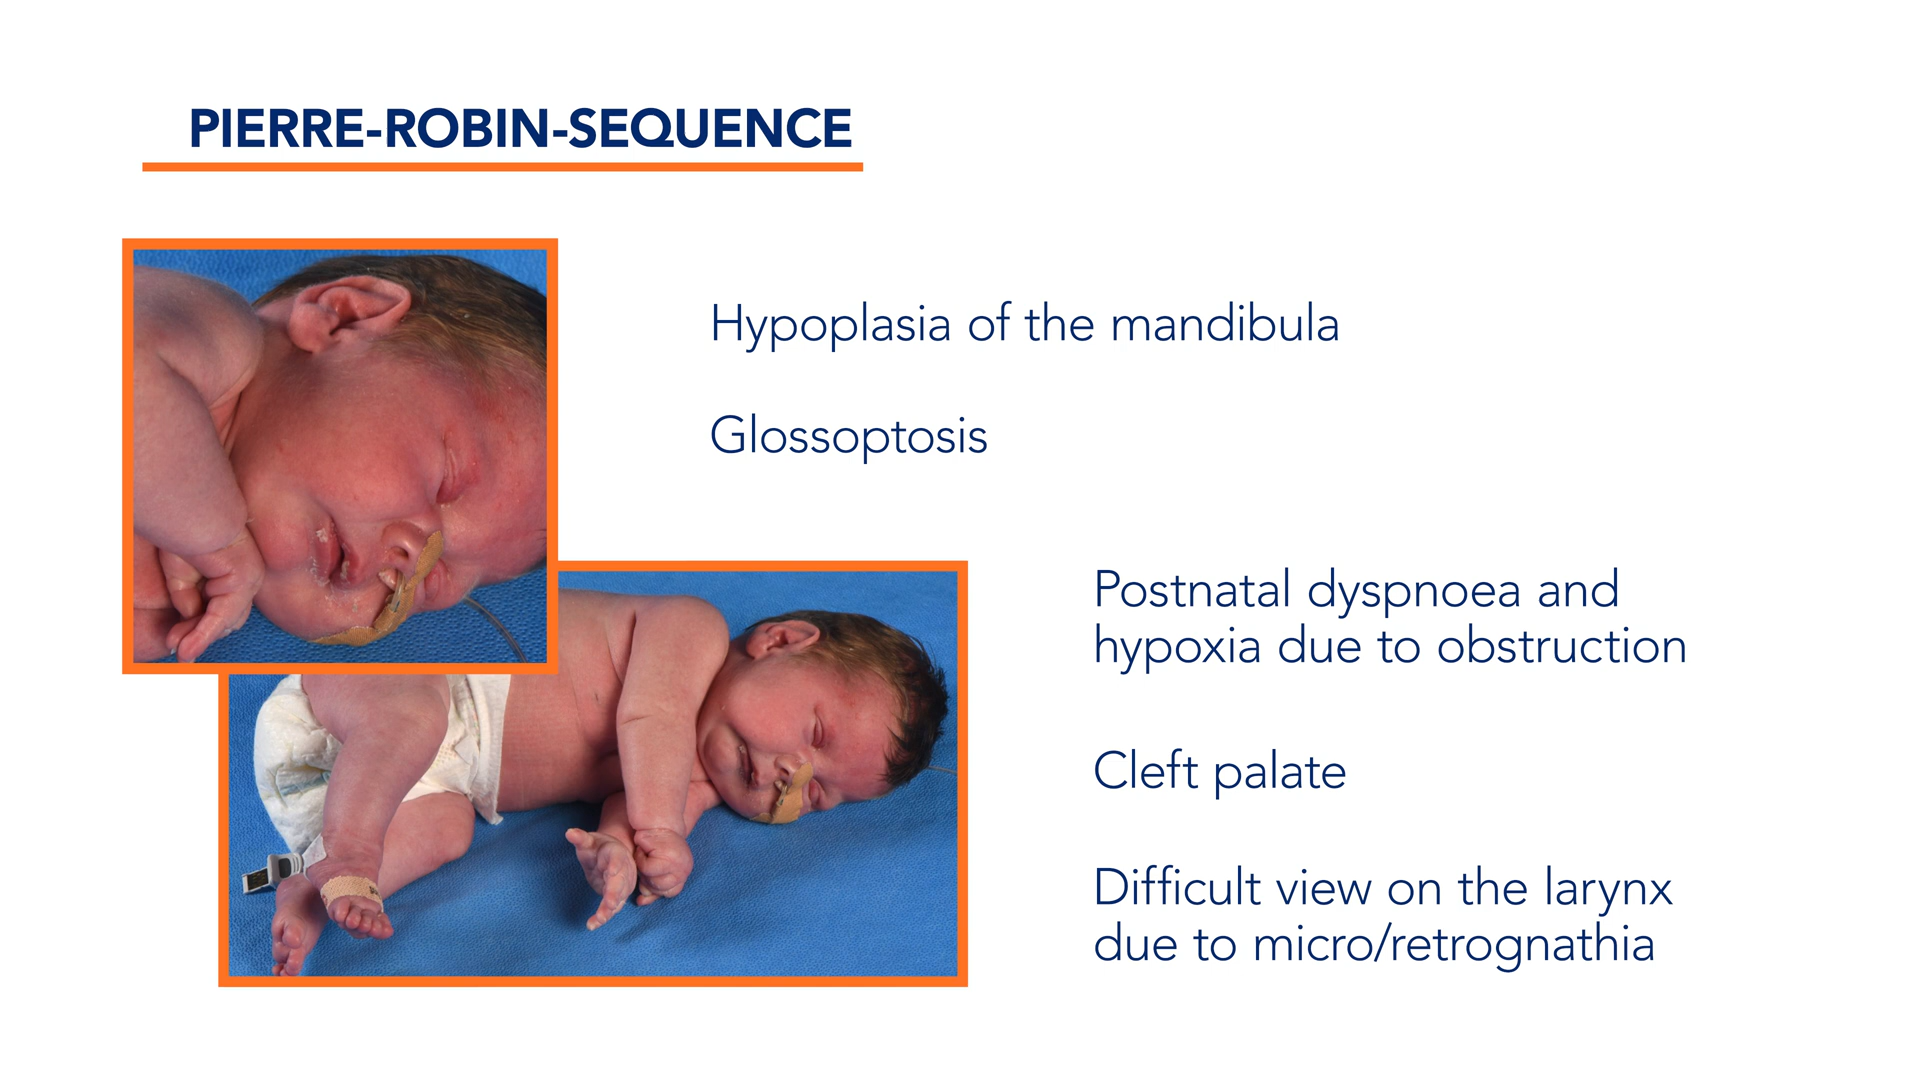 PIERRE-ROBIN-SEQUENCE
Hypoplasia of the mandibula
Glossoptosis
Postnatal dyspnoea and
hypoxia due to obstruction
Cleft palate
Difficult view on the larynx
due to micro/retrognathia